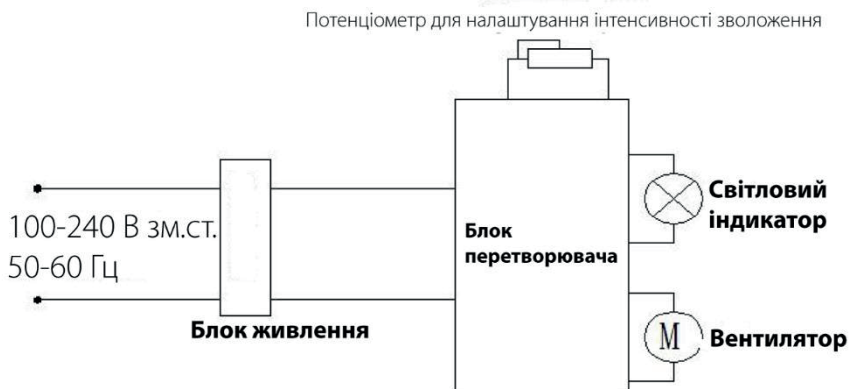 Потенціометр для налаштування інтенсивності зволоження
100-240 В зм.ст.
50-60 Гц
Блок живлення
Блок
перетворювача
Світловий
індикатор
М
Вентилятор